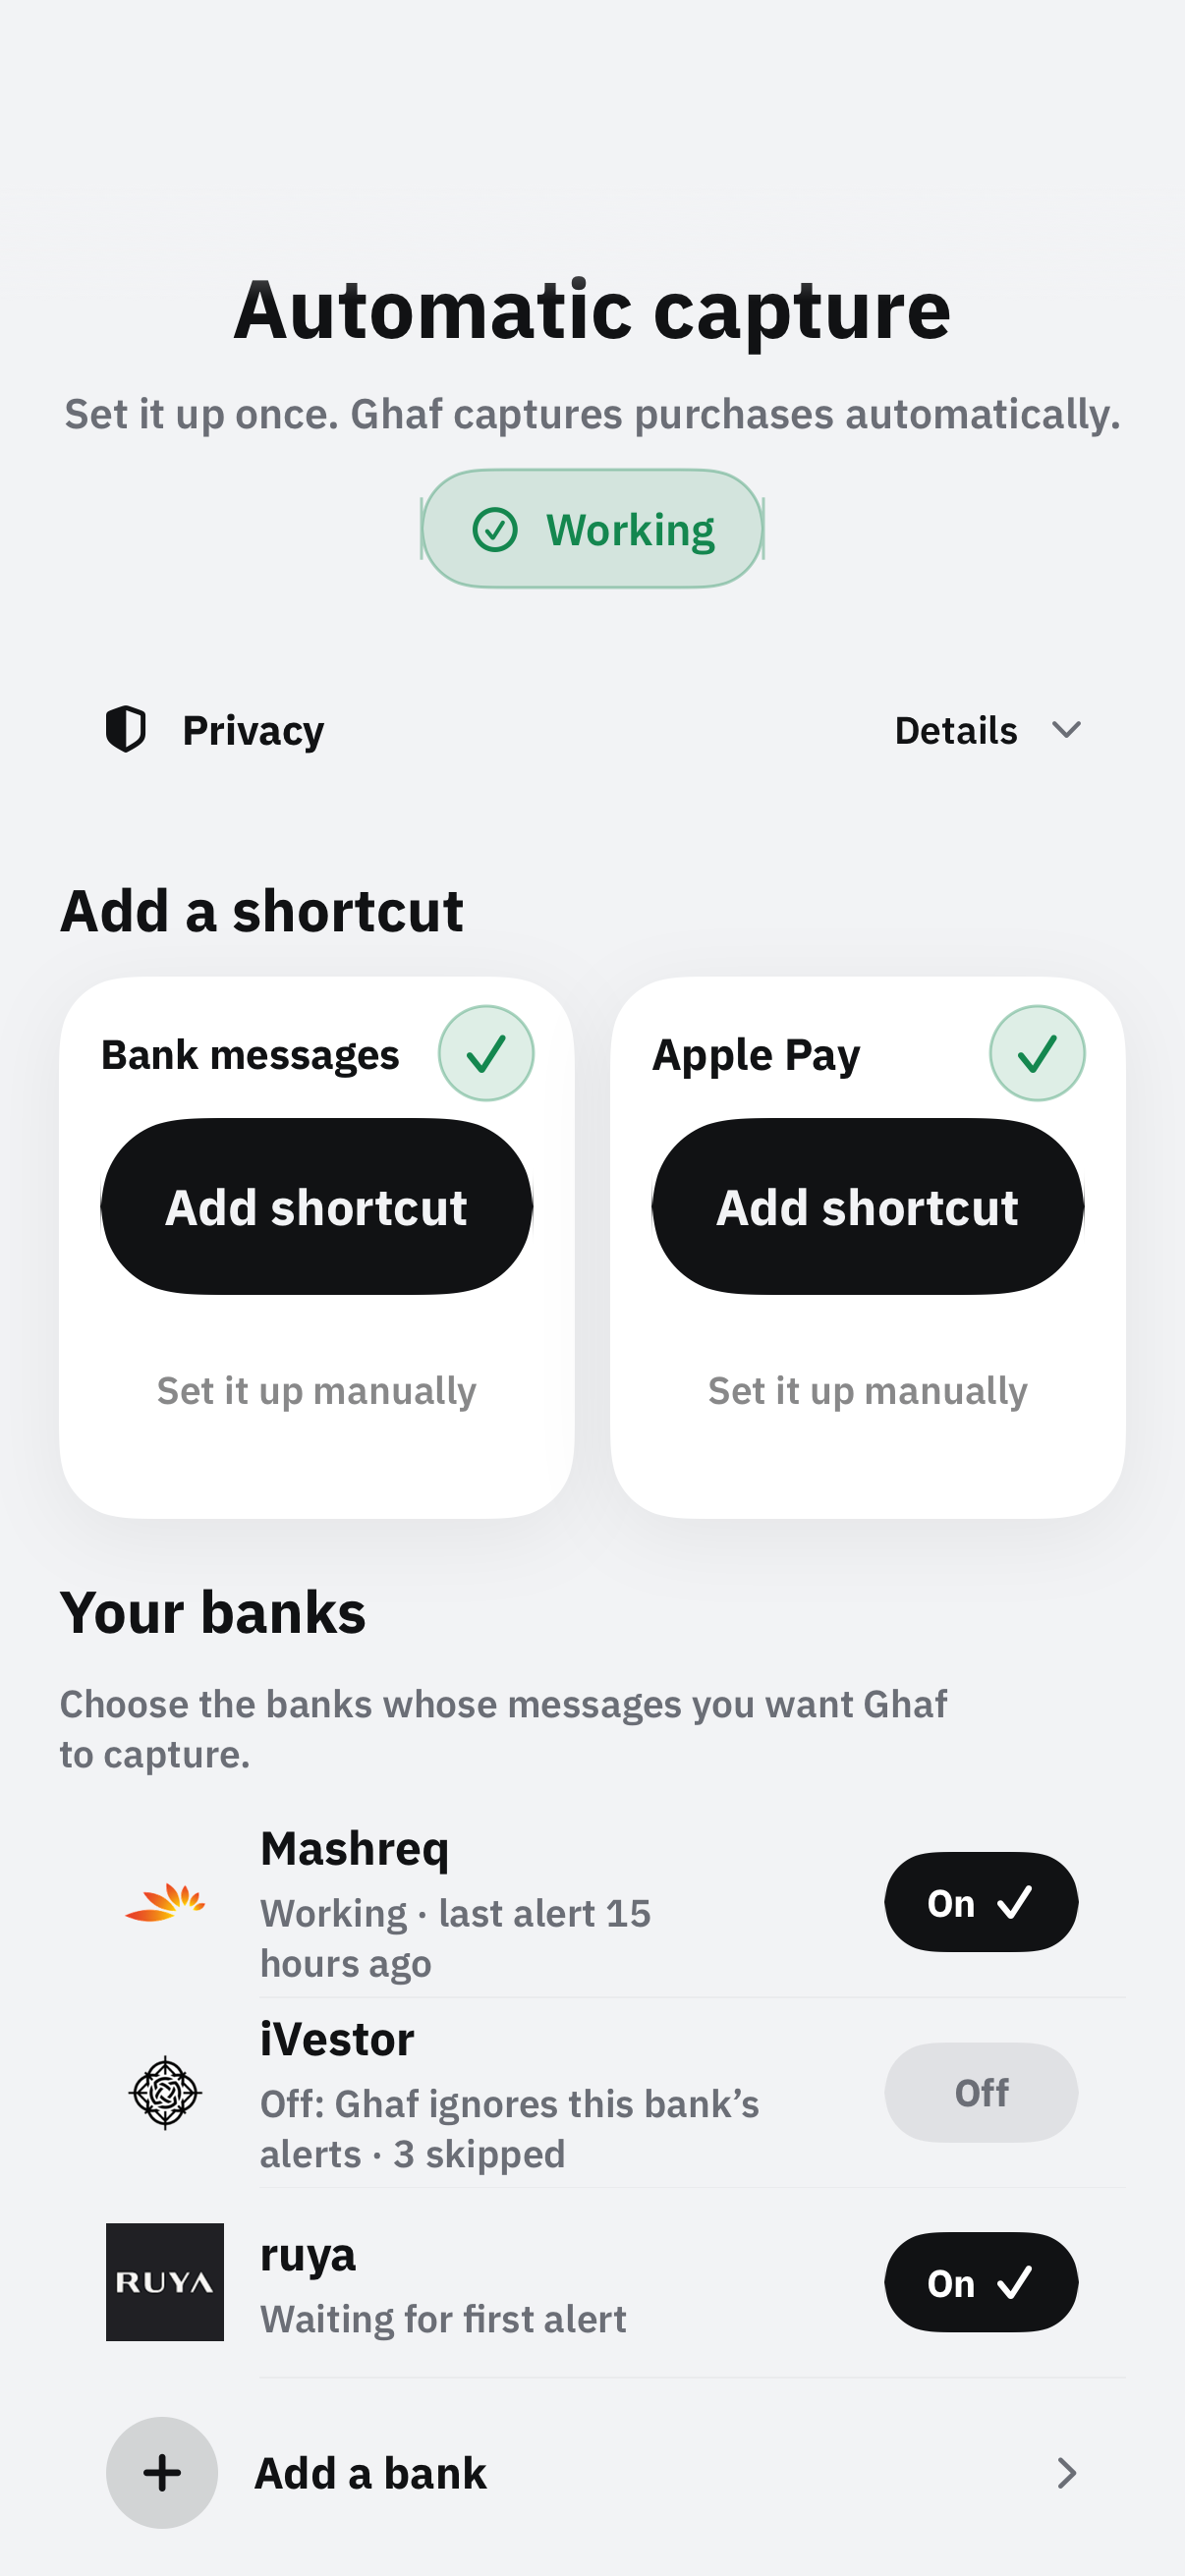 Automatic capture
Set it up once. Ghaf captures purchases automatically.
Working
Privacy
Details
Add a shortcut
Bank messages
Apple Pay
Add shortcut
Add shortcut
Set it up manually
Set it up manually
Your banks
Choose the banks whose messages you want Ghaf
to capture.
Mashreq
Working · last alert 15
hours ago
On
iVestor
Off: Ghaf ignores this bank’s
alerts · 3 skipped
Off
RUYA
ruya
Waiting for first alert
On
Add a bank